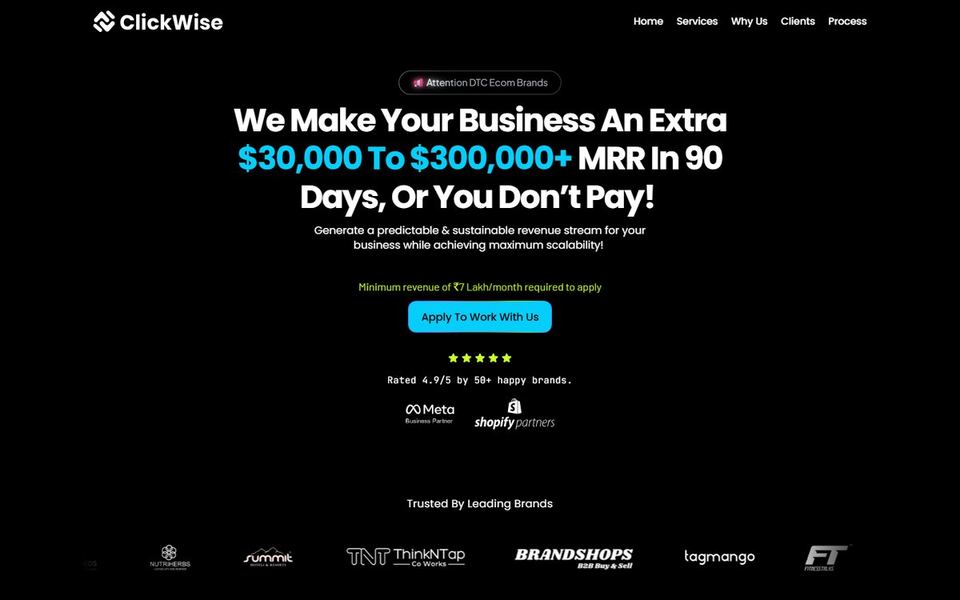 ClickWise
Home Services Why Us Clients Process
Attention DTC Ecom Brands
We Make Your Business An Extra
$30,000 To $300,000+ MRR In 90
Days, Or You Don't Pay!
Generate a predictable & sustainable revenue stream for your
business while achieving maximum scalability!
Minimum revenue of ₹7 Lakh/month required to apply
Apply To Work With Us
Rated 4.9/5 by 50+ happy brands.
Meta
Business Partner
shopify partners
Trusted By Leading Brands
NUTRIHERBS
summit
HOTELS & RESORTS
TNT ThinkNTap
Co Works
BRANDSHOPS
B2B Buy & Sell
tagmango
FT
FITNESSTALKS